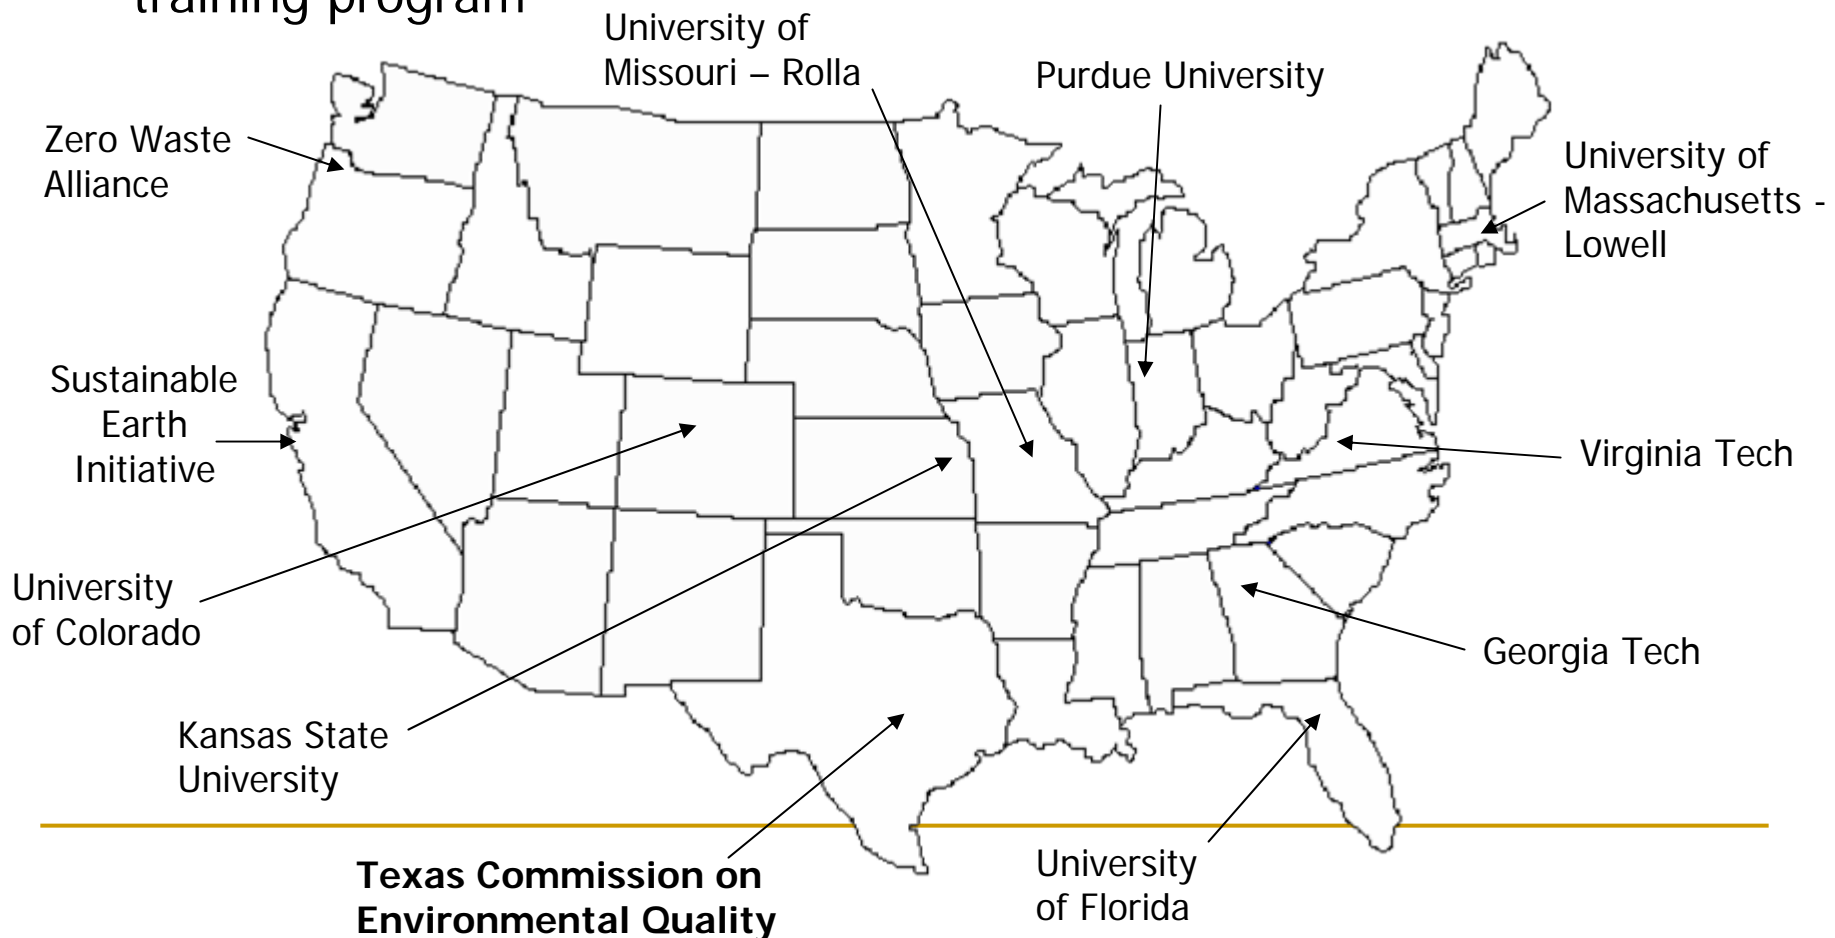 training program
University of
Missouri – Rolla
Purdue University
Zero Waste
Alliance
University of
Massachusetts -
Lowell
Sustainable
Earth
Initiative
Virginia Tech
University
of Colorado
Georgia Tech
Kansas State
University
Texas Commission on
Environmental Quality
University
of Florida